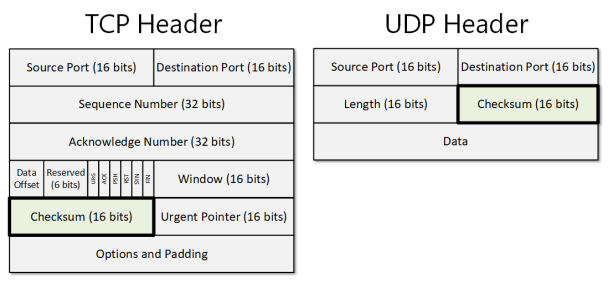 TCP Header
Source Port (16 bits) Destination Port (16 bits)
Sequence Number (32 bits)
Acknowledge Number (32 bits)
Data Offset Reserved (6 bits) URG ACK PSH RST SYN FIN Window (16 bits)
Checksum (16 bits) Urgent Pointer (16 bits)
Options and Padding
UDP Header
Source Port (16 bits) Destination Port (16 bits)
Length (16 bits) Checksum (16 bits)
Data